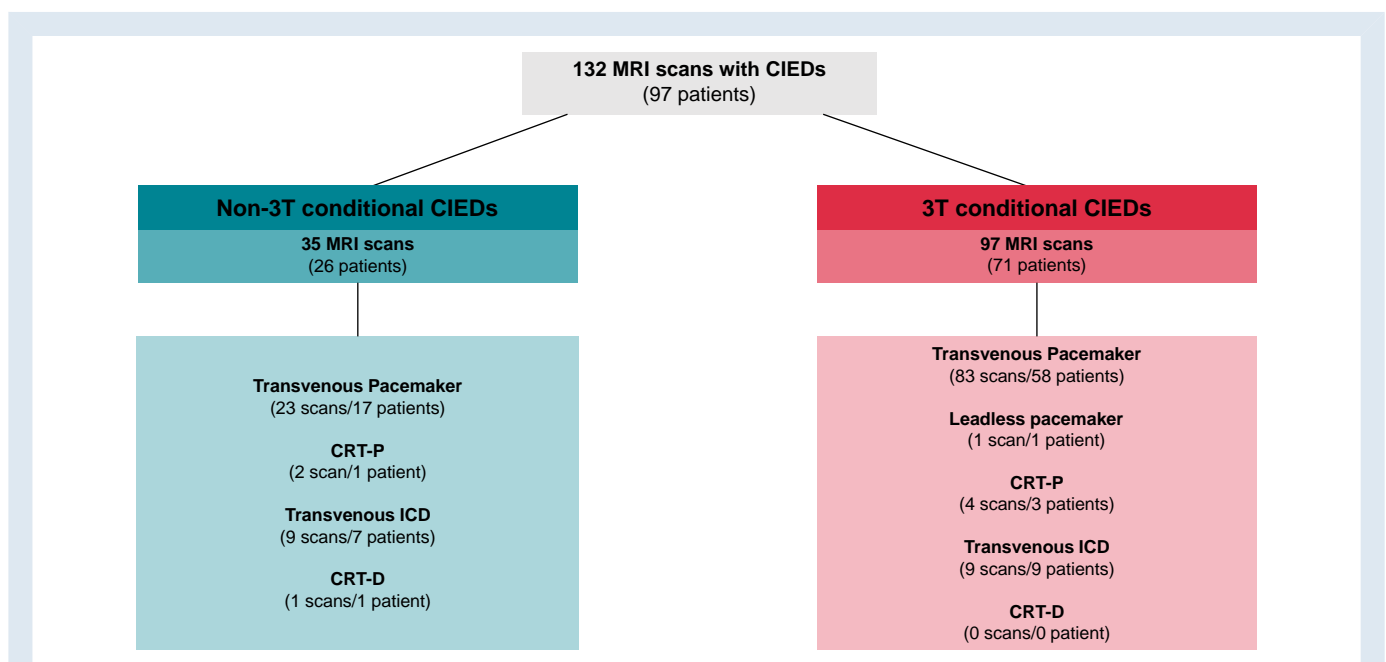 132 MRI scans with CIEDs
(97 patients)
Non-3T conditional CIEDs
35 MRI scans
(26 patients)
Transvenous Pacemaker
(23 scans/17 patients)
CRT-P
(2 scan/1 patient)
Transvenous ICD
(9 scans/7 patients)
CRT-D
(1 scans/1 patient)
3T conditional CIEDs
97 MRI scans
(71 patients)
Transvenous Pacemaker
(83 scans/58 patients)
Leadless pacemaker
(1 scan/1 patient)
CRT-P
(4 scans/3 patients)
Transvenous ICD
(9 scans/9 patients)
CRT-D
(0 scans/0 patient)